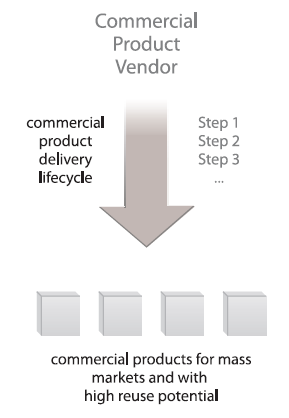 Commercial
Product
Vendor
commercial
product
delivery
lifecycle
Step 1
Step 2
Step 3
...
commercial products for mass
markets and with
high reuse potential